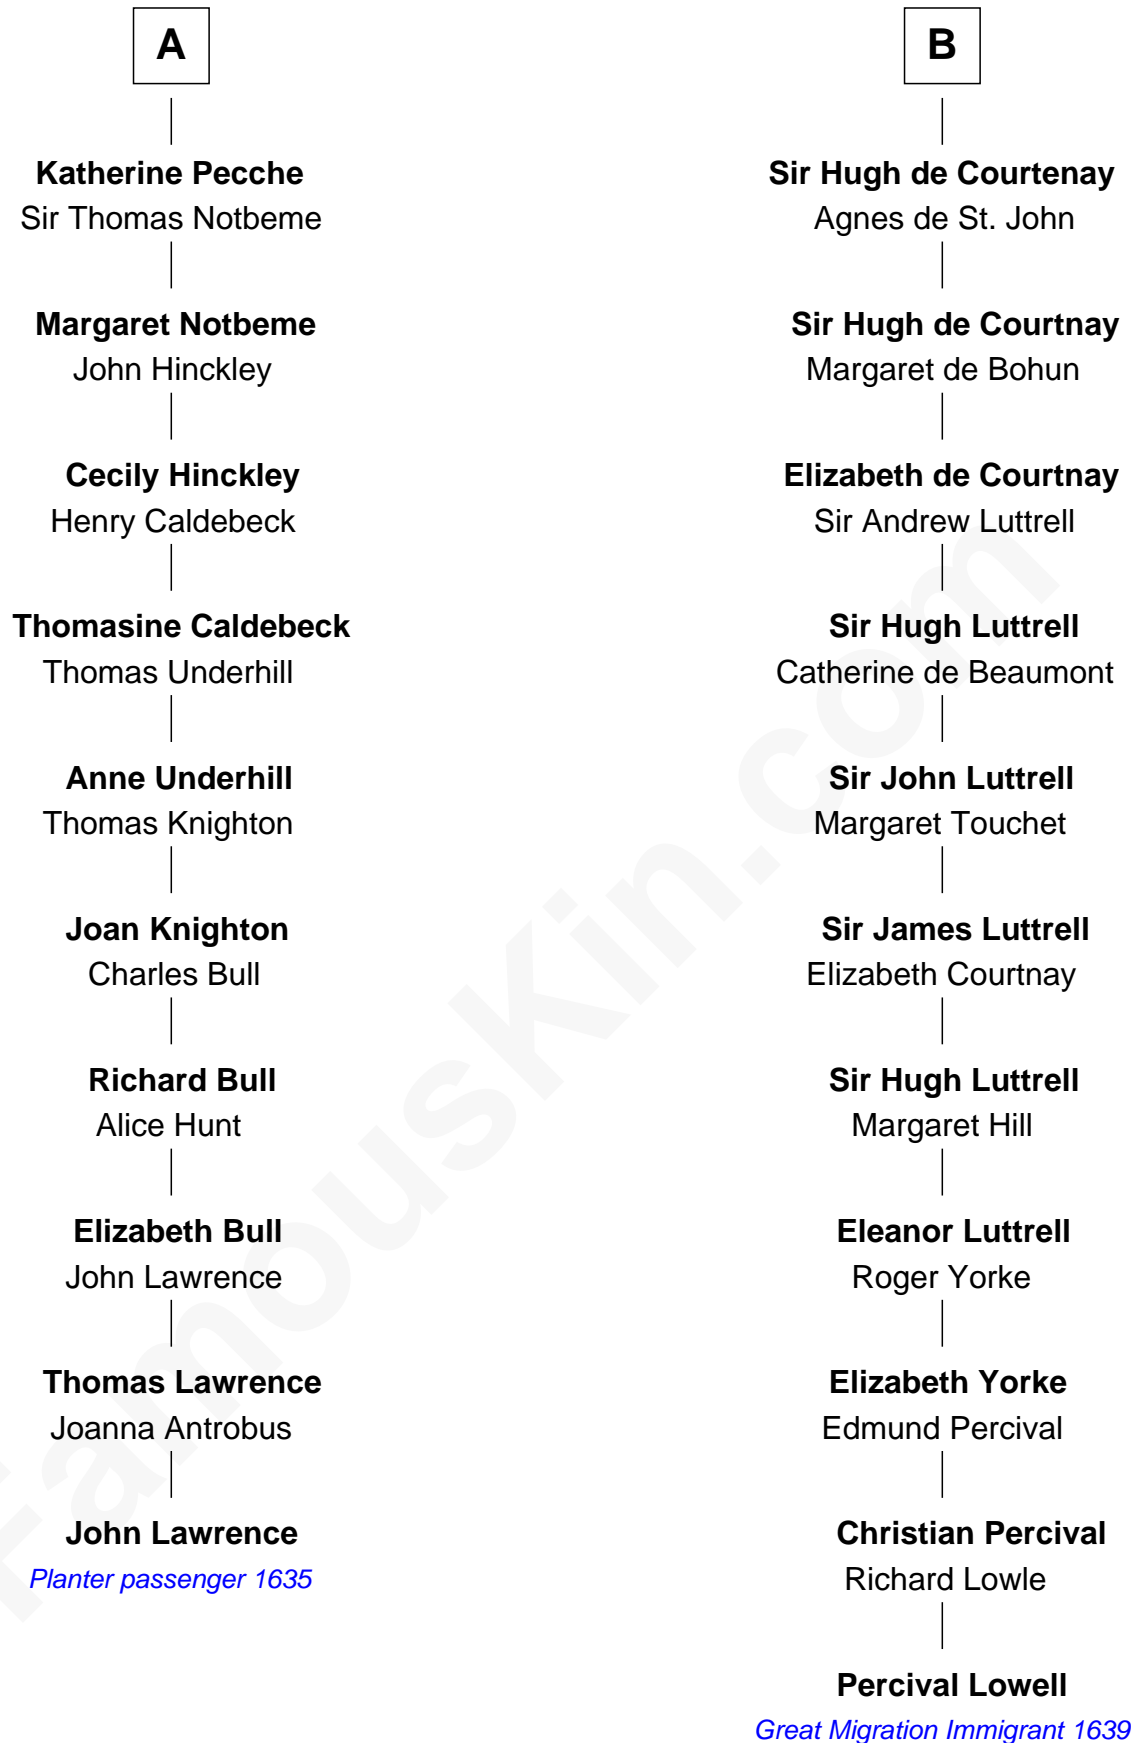 A
Katherine Pecche
Sir Thomas Notbeme
Margaret Notbeme
John Hinckley
Cecily Hinckley
Henry Caldebeck
Thomasine Caldebeck
Thomas Underhill
Anne Underhill
Thomas Knighton
Joan Knighton
Charles Bull
Richard Bull
Alice Hunt
Elizabeth Bull
John Lawrence
Thomas Lawrence
Joanna Antrobus
John Lawrence
Planter passenger 1635
B
Sir Hugh de Courtenay
Agnes de St. John
Sir Hugh de Courtnay
Margaret de Bohun
Elizabeth de Courtnay
Sir Andrew Luttrell
Sir Hugh Luttrell
Catherine de Beaumont
Sir John Luttrell
Margaret Touchet
Sir James Luttrell
Elizabeth Courtnay
Sir Hugh Luttrell
Margaret Hill
Eleanor Luttrell
Roger Yorke
Elizabeth Yorke
Edmund Percival
Christian Percival
Richard Lowle
Percival Lowell
Great Migration Immigrant 1639
FamousKin.com